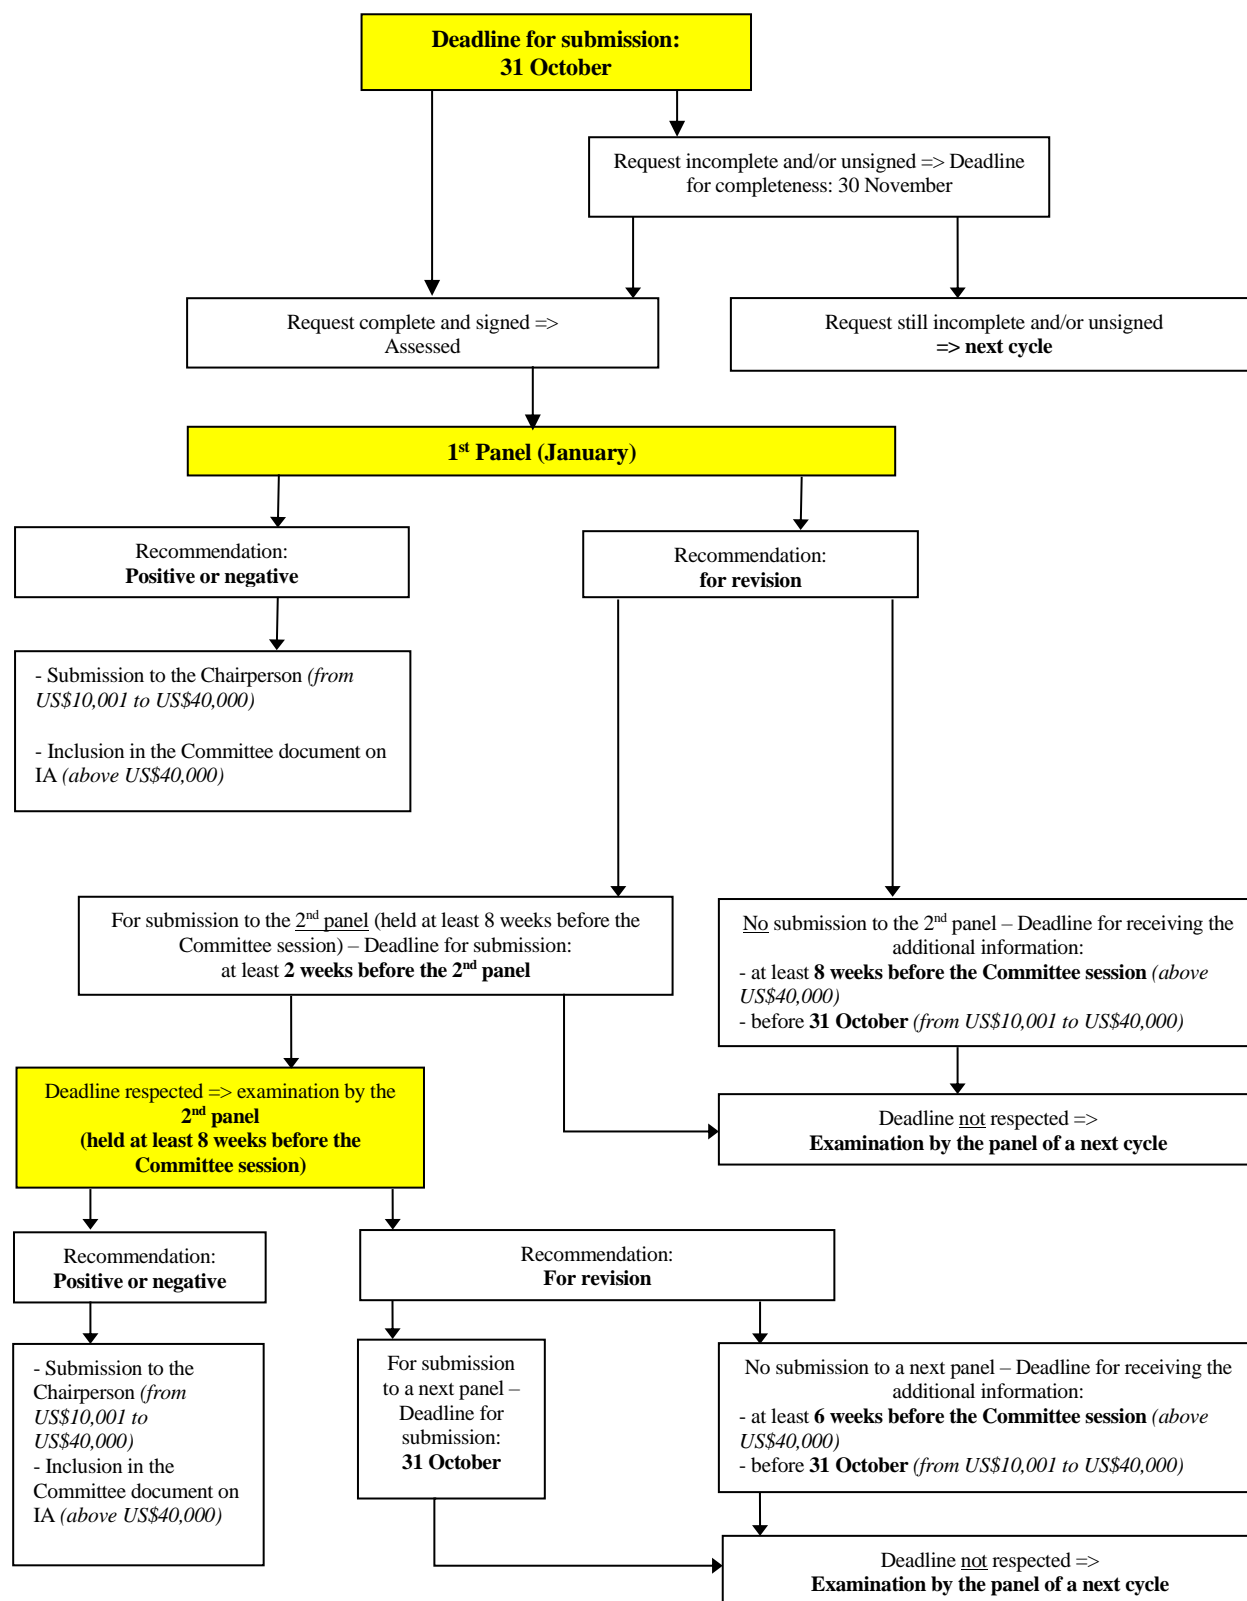 Deadline for submission:
31 October
Request incomplete and/or unsigned => Deadline
for completeness: 30 November
Request complete and signed =>
Assessed
Request still incomplete and/or unsigned
=> next cycle
1st Panel (January)
Recommendation:
Positive or negative
Recommendation:
for revision
- Submission to the Chairperson (from
US$10,001 to US$40,000)
- Inclusion in the Committee document on
IA (above US$40,000)
For submission to the 2nd panel (held at least 8 weeks before the
Committee session) – Deadline for submission:
at least 2 weeks before the 2nd panel
No submission to the 2nd panel – Deadline for receiving the
additional information:
- at least 8 weeks before the Committee session (above
US$40,000)
- before 31 October (from US$10,001 to US$40,000)
Deadline respected => examination by the
2nd panel
(held at least 8 weeks before the
Committee session)
Deadline not respected =>
Examination by the panel of a next cycle
Recommendation:
Positive or negative
Recommendation:
For revision
- Submission to the
Chairperson (from
US$10,001 to
US$40,000)
- Inclusion in the
Committee document on
IA (above US$40,000)
For submission
to a next panel –
Deadline for
submission:
31 October
No submission to a next panel – Deadline for receiving the
additional information:
- at least 6 weeks before the Committee session (above
US$40,000)
- before 31 October (from US$10,001 to US$40,000)
Deadline not respected =>
Examination by the panel of a next cycle